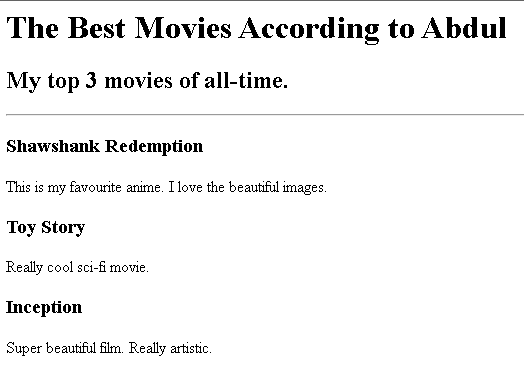 The Best Movies According to Abdul
My top 3 movies of all-time.
Shawshank Redemption
This is my favourite anime. I love the beautiful images.
Toy Story
Really cool sci-fi movie.
Inception
Super beautiful film. Really artistic.